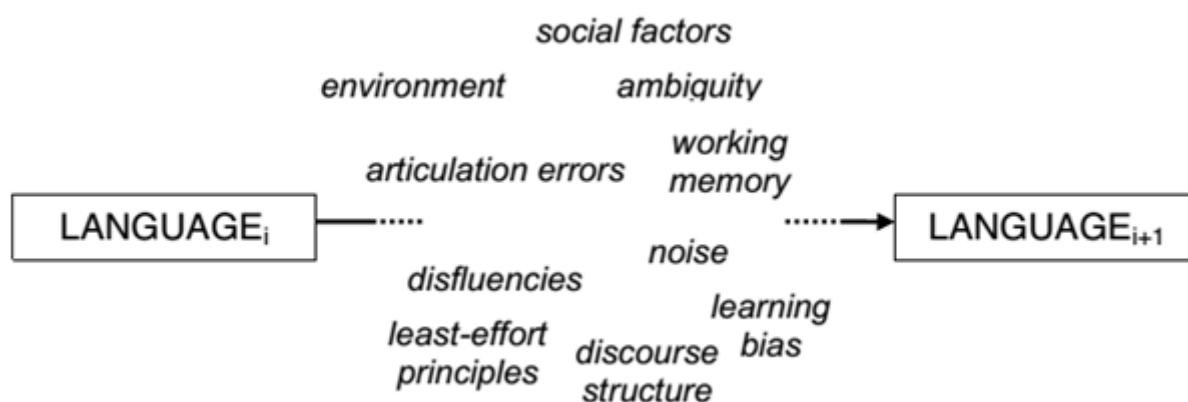 social factors
environment
ambiguity
working
memory
articulation errors
LANGUAGEi
LANGUAGEi+1
noise
disfluencies
learning
bias
least-effort
principles
discourse
structure